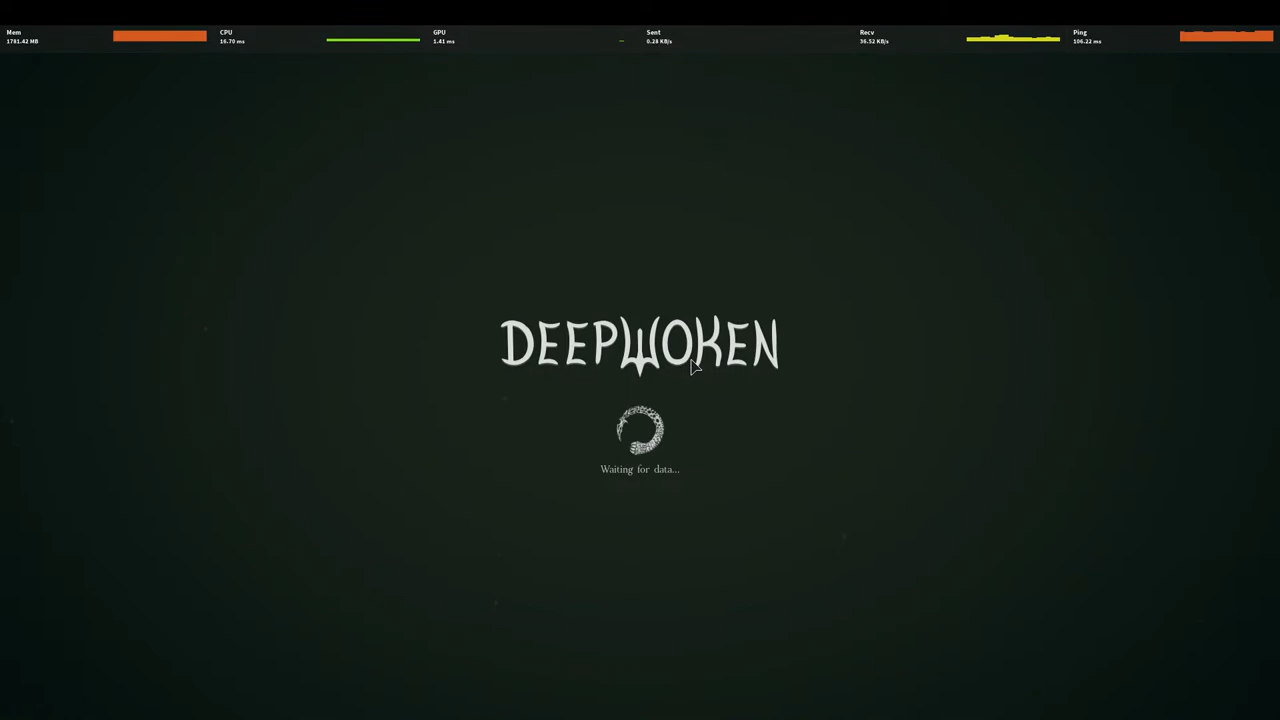 Mem
1781.42 MB
CPU
16.70 ms
GPU
1.41 ms
Sent
0.28 KB/s
Recv
36.52 KB/s
Ping
106.22 ms
DEEPWOKEN
Waiting for data...